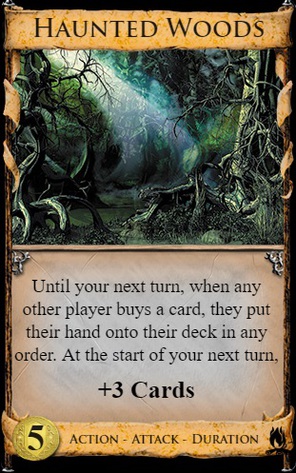 Haunted Woods
Until your next turn, when any
other player buys a card, they put
their hand onto their deck in any
order. At the start of your next turn,
+3 Cards
5 Action - Attack - Duration